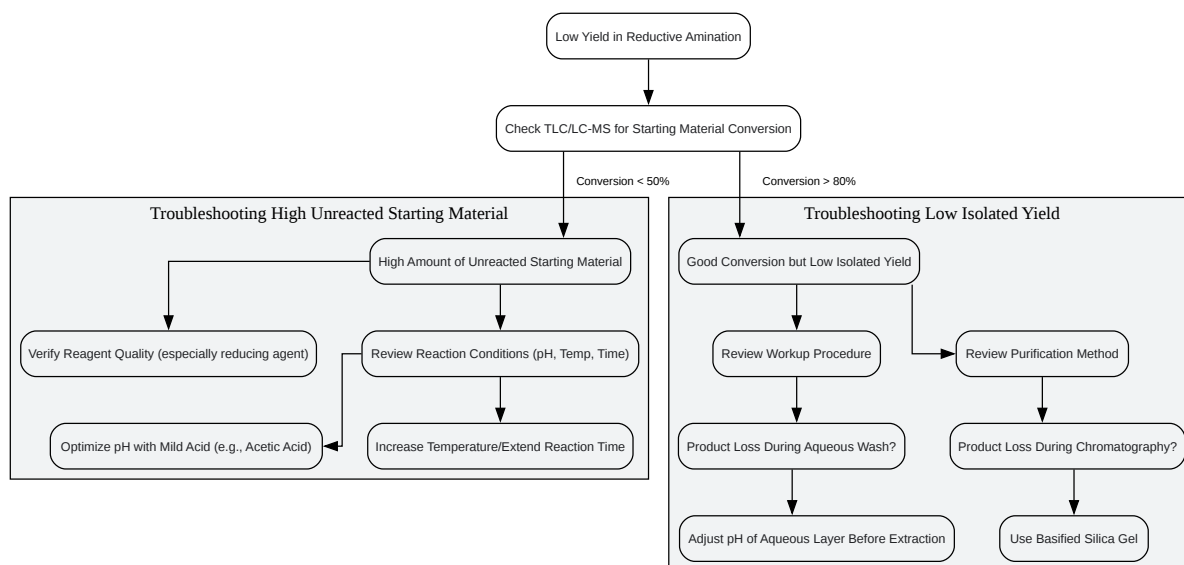 Low Yield in Reductive Amination
Check TLC/LC-MS for Starting Material Conversion
Conversion < 50%
Conversion > 80%
Troubleshooting High Unreacted Starting Material
Troubleshooting Low Isolated Yield
High Amount of Unreacted Starting Material
Good Conversion but Low Isolated Yield
Verify Reagent Quality (especially reducing agent)
Review Reaction Conditions (pH, Temp, Time)
Review Workup Procedure
Review Purification Method
Optimize pH with Mild Acid (e.g., Acetic Acid)
Increase Temperature/Extend Reaction Time
Product Loss During Aqueous Wash?
Product Loss During Chromatography?
Adjust pH of Aqueous Layer Before Extraction
Use Basified Silica Gel